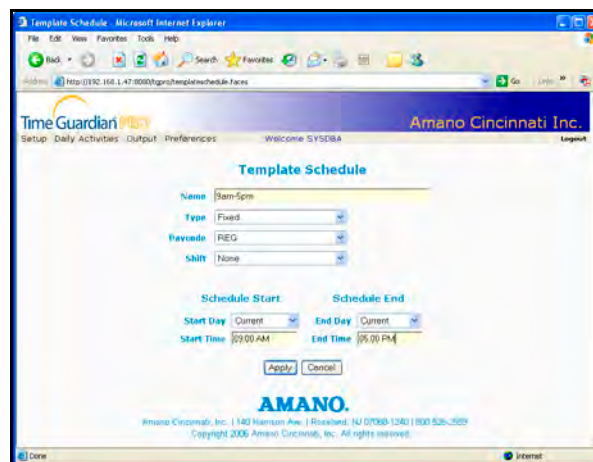 Template Schedule - Microsoft Internet Explorer
File Edit View Favorites Tools Help
Back Search Favorites
Address http://192.168.1.47:8080/tgpro/templateschedule.faces Go Links »
Time Guardian PRO Amano Cincinnati Inc.
Setup Daily Activities Output Preferences Welcome SYSDBA Logout
Template Schedule
Name 9am-5pm
Type Fixed
Paycode REG
Shift None
Schedule Start Schedule End
Start Day Current End Day Current
Start Time 09:00 AM End Time 05:00 PM
Apply Cancel
AMANO.
Amano Cincinnati, Inc. | 140 Harrison Ave. | Roseland, NJ 07068-1240 | 800 526-2559
Copyright 2006 Amano Cincinnati, Inc. All rights reserved.
Done Internet